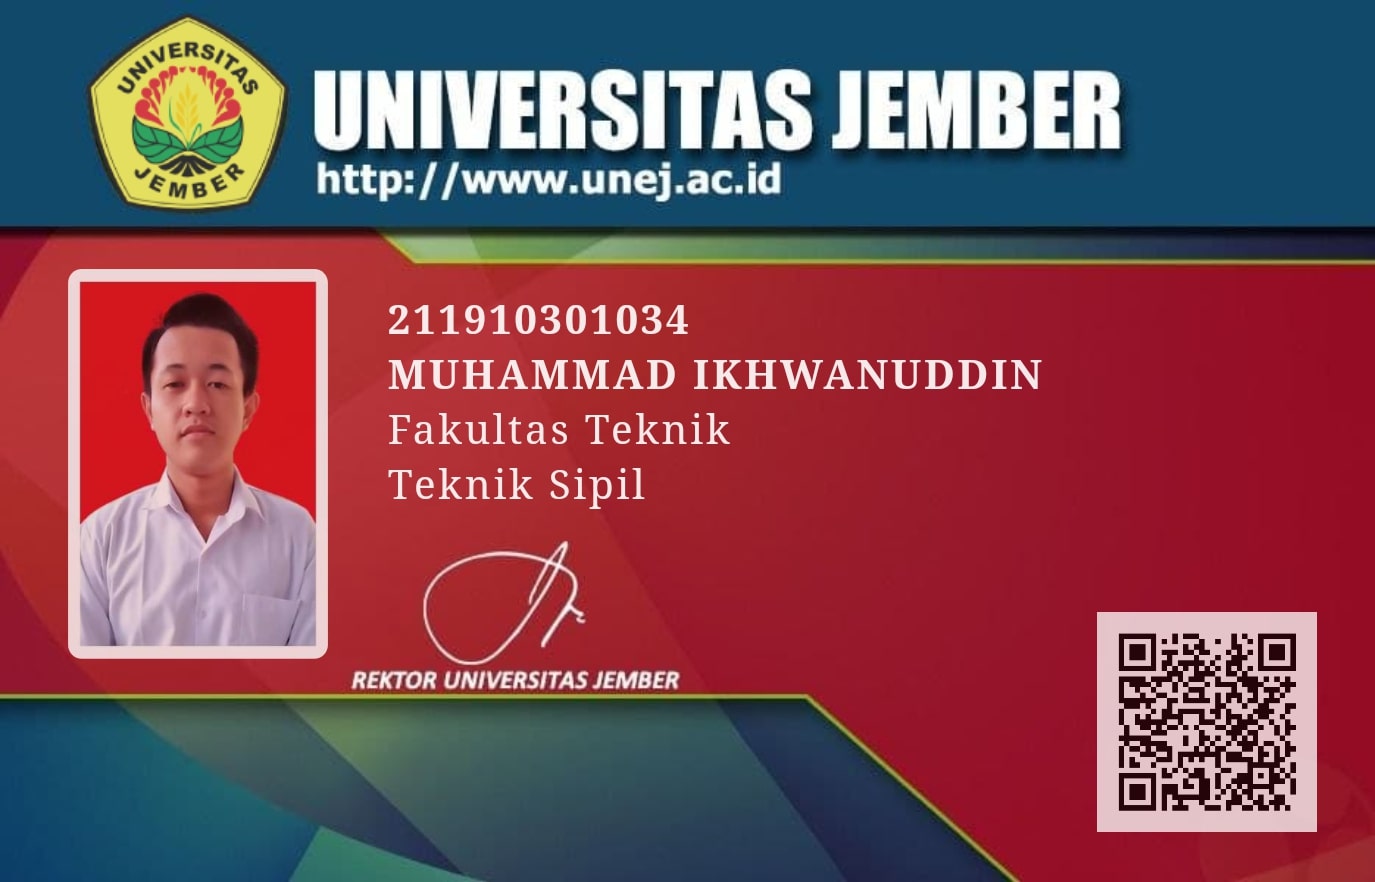 UNIVERSITAS
JEMBER
UNIVERSITAS JEMBER
http://www.unej.ac.id
211910301034
MUHAMMAD IKHWANUDDIN
Fakultas Teknik
Teknik Sipil
REKTOR UNIVERSITAS JEMBER